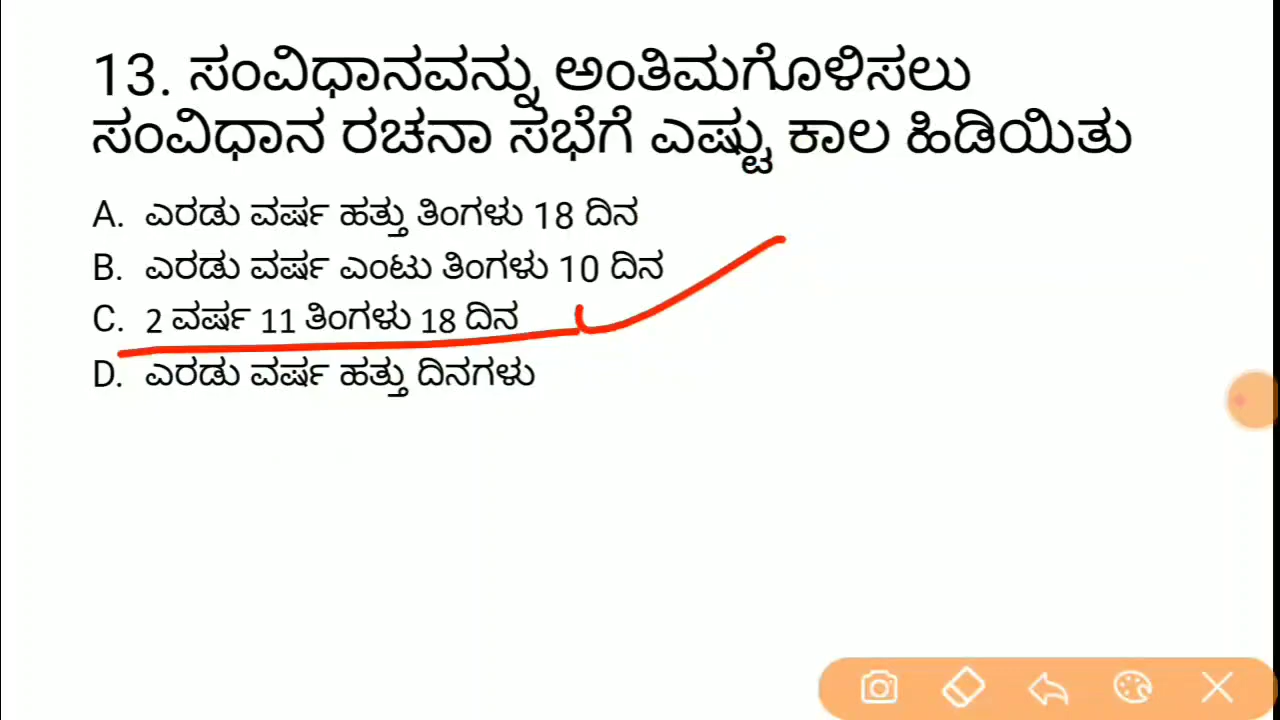 13. ಸಂವಿಧಾನವನ್ನು ಅಂತಿಮಗೊಳಿಸಲು
ಸಂವಿಧಾನ ರಚನಾ ಸಭೆಗೆ ಎಷ್ಟು ಕಾಲ ಹಿಡಿಯಿತು
A. ಎರಡು ವರ್ಷ ಹತ್ತು ತಿಂಗಳು 18 ದಿನ
B. ಎರಡು ವರ್ಷ ಎಂಟು ತಿಂಗಳು 10 ದಿನ
C. 2 ವರ್ಷ 11 ತಿಂಗಳು 18 ದಿನ
D. ಎರಡು ವರ್ಷ ಹತ್ತು ದಿನಗಳು